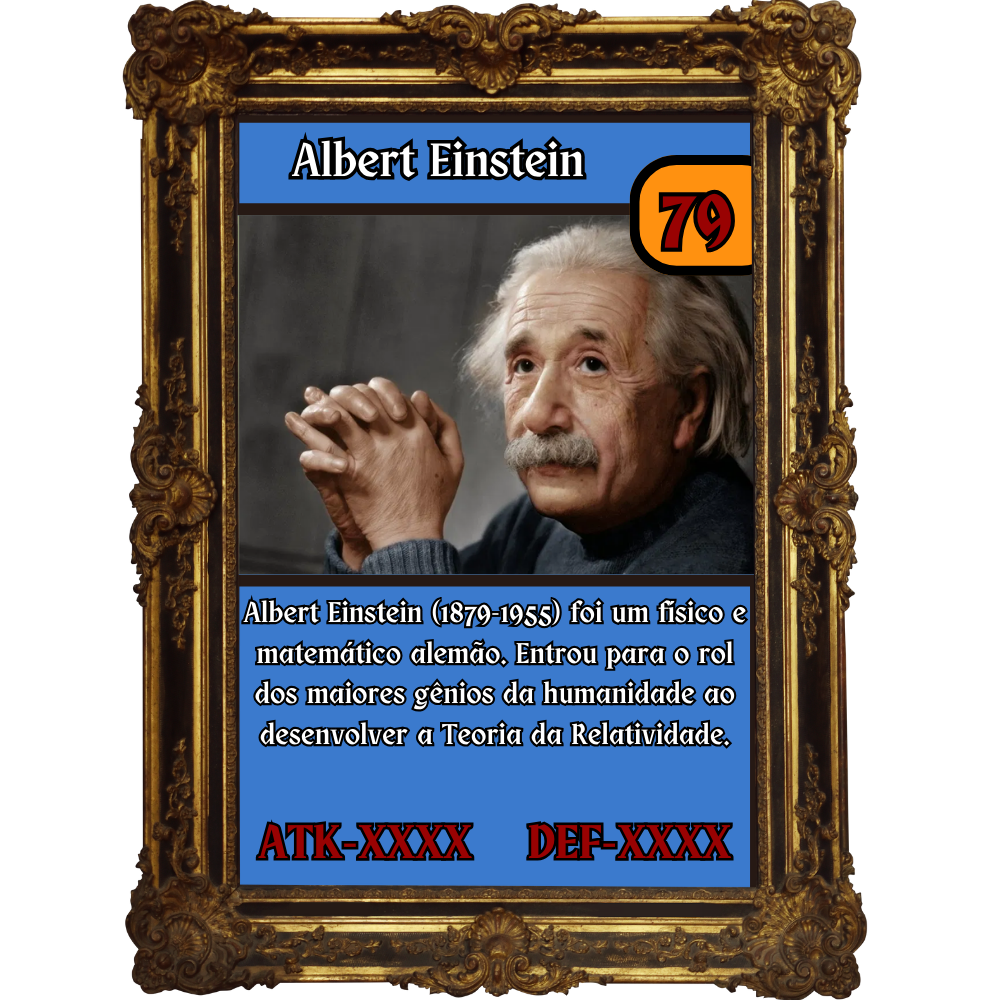 Albert Einstein
79
Albert Einstein (1879-1955) foi um físico e
matemático alemão. Entrou para o rol
dos maiores gênios da humanidade ao
desenvolver a Teoria da Relatividade.
ATK-XXXX DEF-XXXX